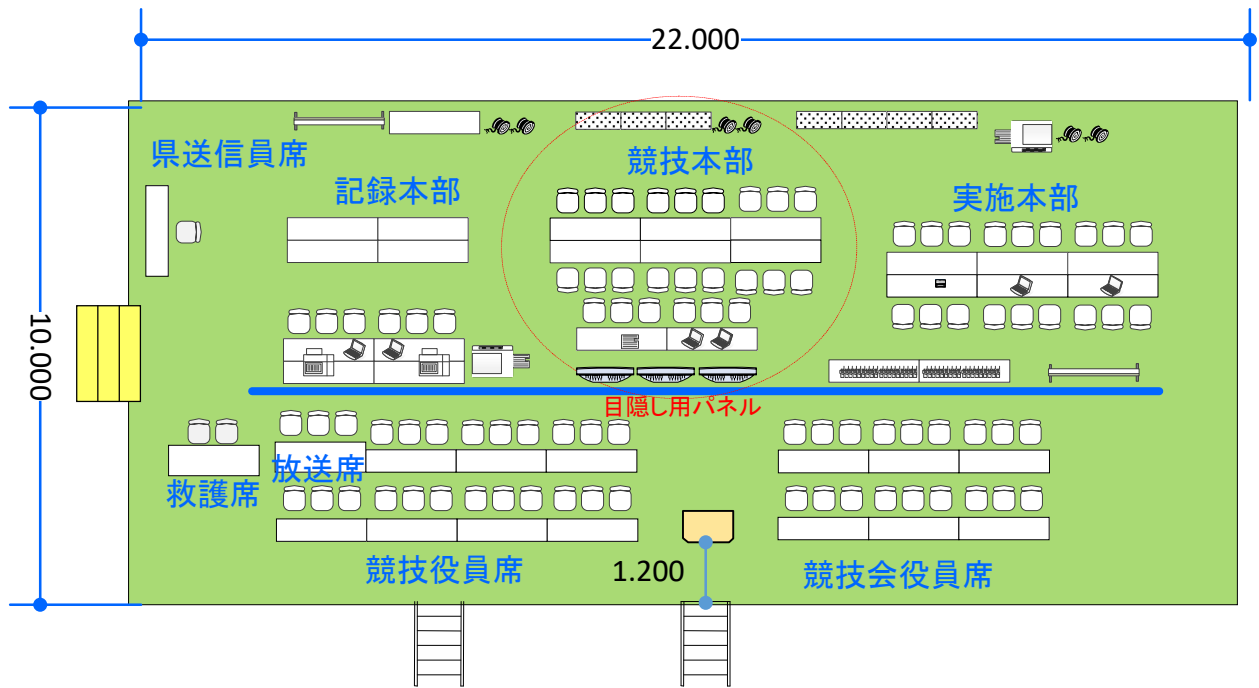 22.000
県送信員席
競技本部
記録本部
実施本部
10.000
目隠し用パネル
放送席
救護席
競技役員席
1.200
競技会役員席